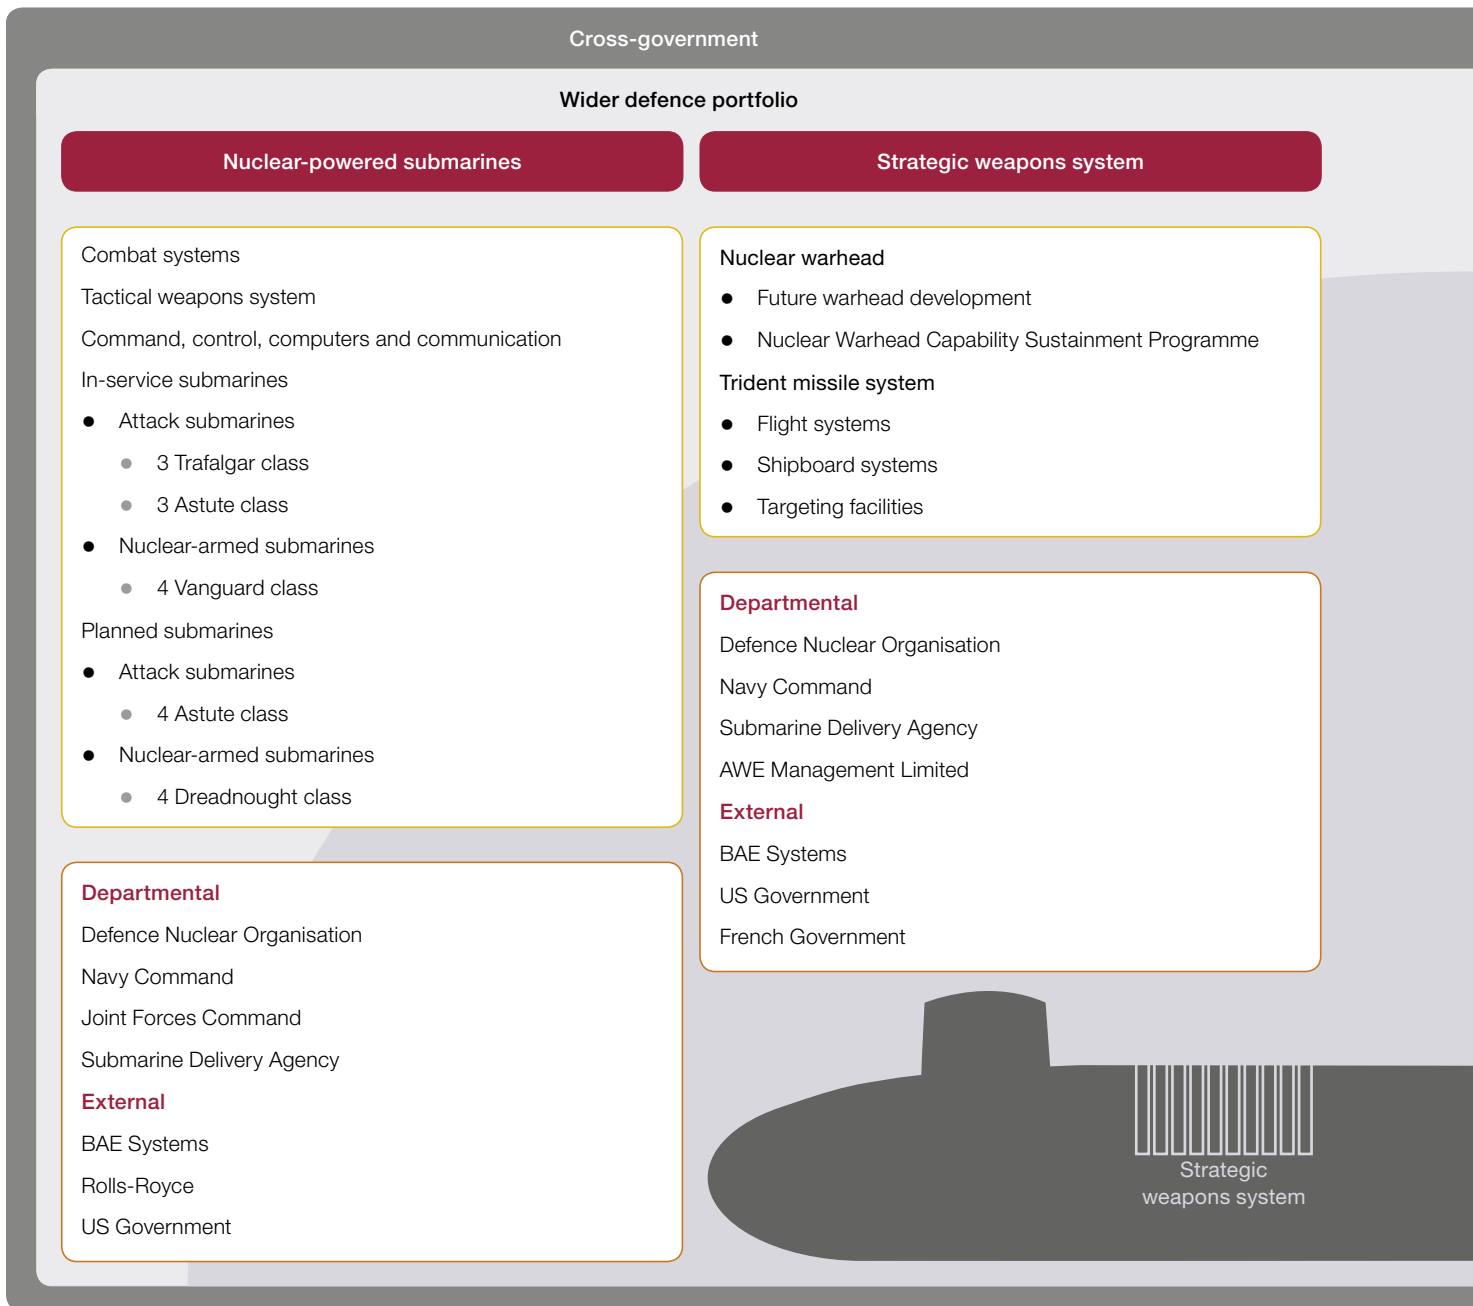 Cross-government
Wider defence portfolio
Nuclear-powered submarines
Combat systems
Tactical weapons system
Command, control, computers and communication
In-service submarines
● Attack submarines
● 3 Trafalgar class
● 3 Astute class
● Nuclear-armed submarines
● 4 Vanguard class
Planned submarines
● Attack submarines
● 4 Astute class
● Nuclear-armed submarines
● 4 Dreadnought class
Departmental
Defence Nuclear Organisation
Navy Command
Joint Forces Command
Submarine Delivery Agency
External
BAE Systems
Rolls-Royce
US Government
Strategic weapons system
Nuclear warhead
● Future warhead development
● Nuclear Warhead Capability Sustainment Programme
Trident missile system
● Flight systems
● Shipboard systems
● Targeting facilities
Departmental
Defence Nuclear Organisation
Navy Command
Submarine Delivery Agency
AWE Management Limited
External
BAE Systems
US Government
French Government
Strategic
weapons system